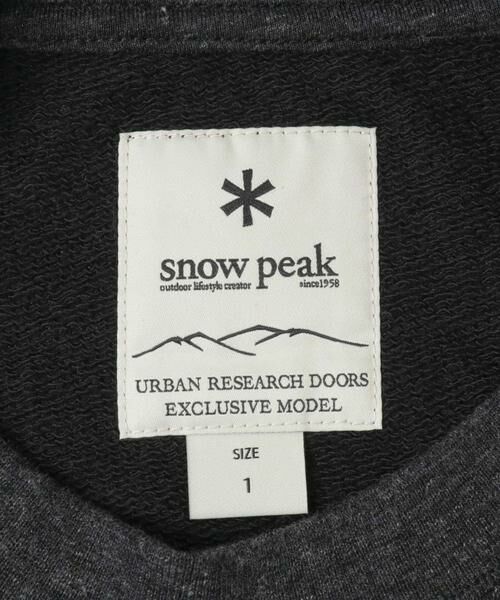 snow peak
outdoor lifestyle creator since1958
URBAN RESEARCH DOORS
EXCLUSIVE MODEL
SIZE
1